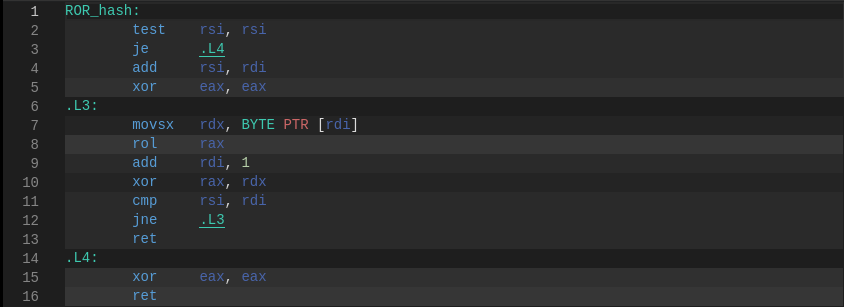 1 ROR_hash:
2 test rsi, rsi
3 je .L4
4 add rsi, rdi
5 xor eax, eax
6 .L3:
7 movsx rdx, BYTE PTR [rdi]
8 rol rax
9 add rdi, 1
10 xor rax, rdx
11 cmp rsi, rdi
12 jne .L3
13 ret
14 .L4:
15 xor eax, eax
16 ret